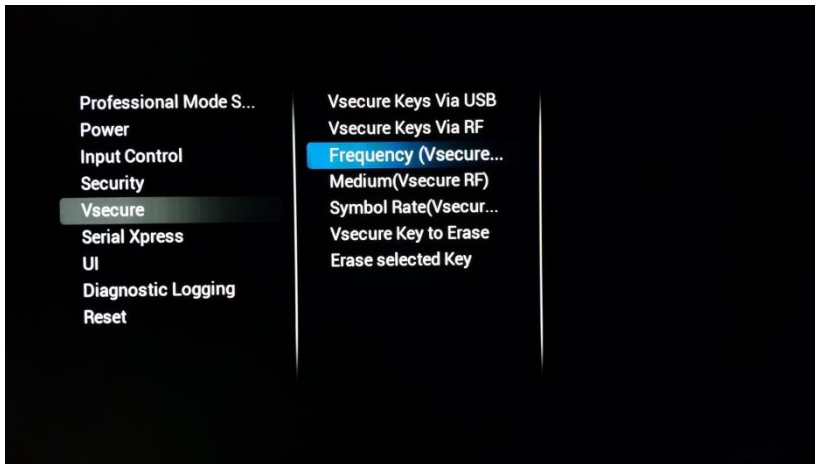 Professional Mode S...
Power
Input Control
Security
Vsecure
Serial Xpress
UI
Diagnostic Logging
Reset
Vsecure Keys Via USB
Vsecure Keys Via RF
Frequency (Vsecure...
Medium(Vsecure RF)
Symbol Rate(Vsecur...
Vsecure Key to Erase
Erase selected Key